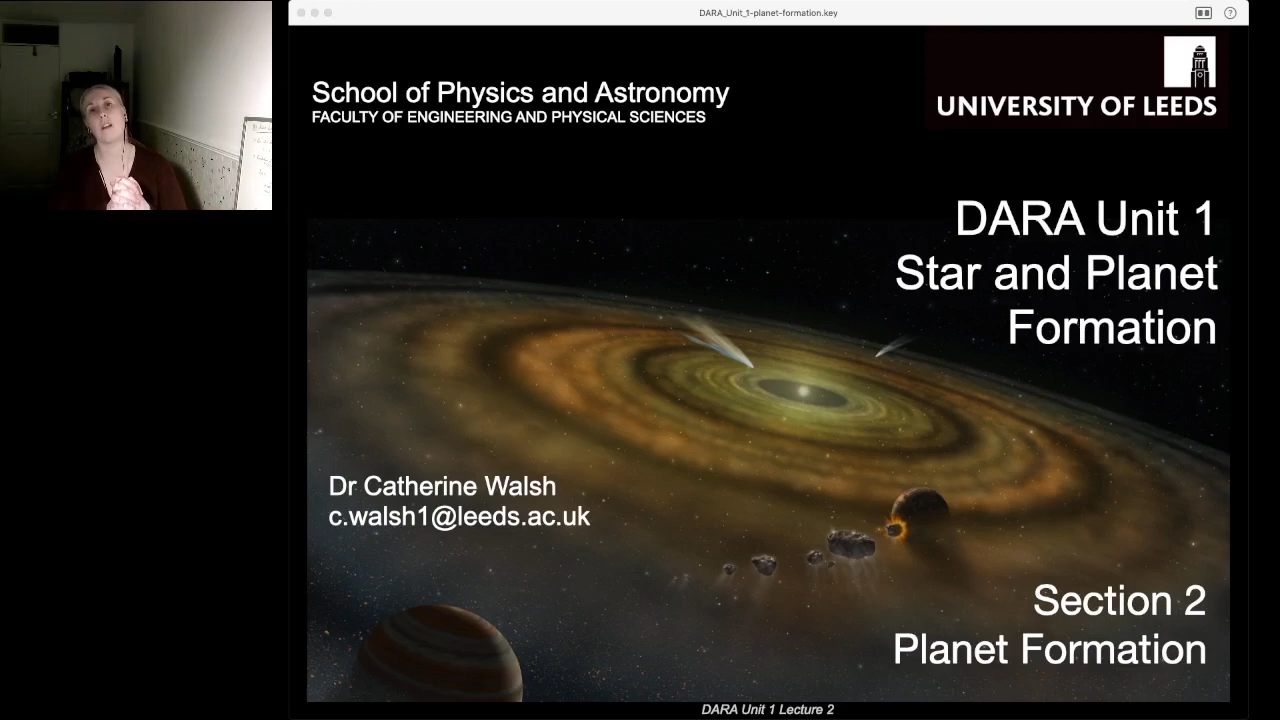 DARA_Unit_1-planet-formation.key
?
School of Physics and Astronomy
FACULTY OF ENGINEERING AND PHYSICAL SCIENCES
UNIVERSITY OF LEEDS
DARA Unit 1
Star and Planet
Formation
Dr Catherine Walsh
c.walsh1@leeds.ac.uk
Section 2
Planet Formation
DARA Unit 1 Lecture 2